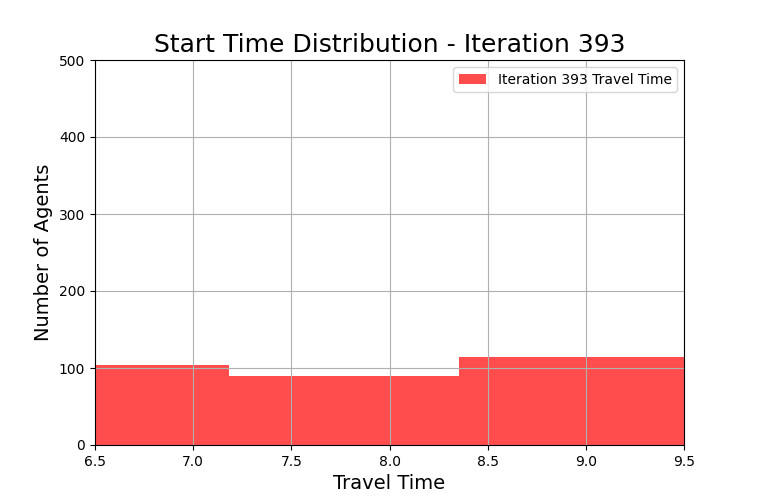 Start Time Distribution - Iteration 393
Iteration 393 Travel Time
Number of Agents
500
400
300
200
100
0
6.5 7.0 7.5 8.0 8.5 9.0 9.5
Travel Time